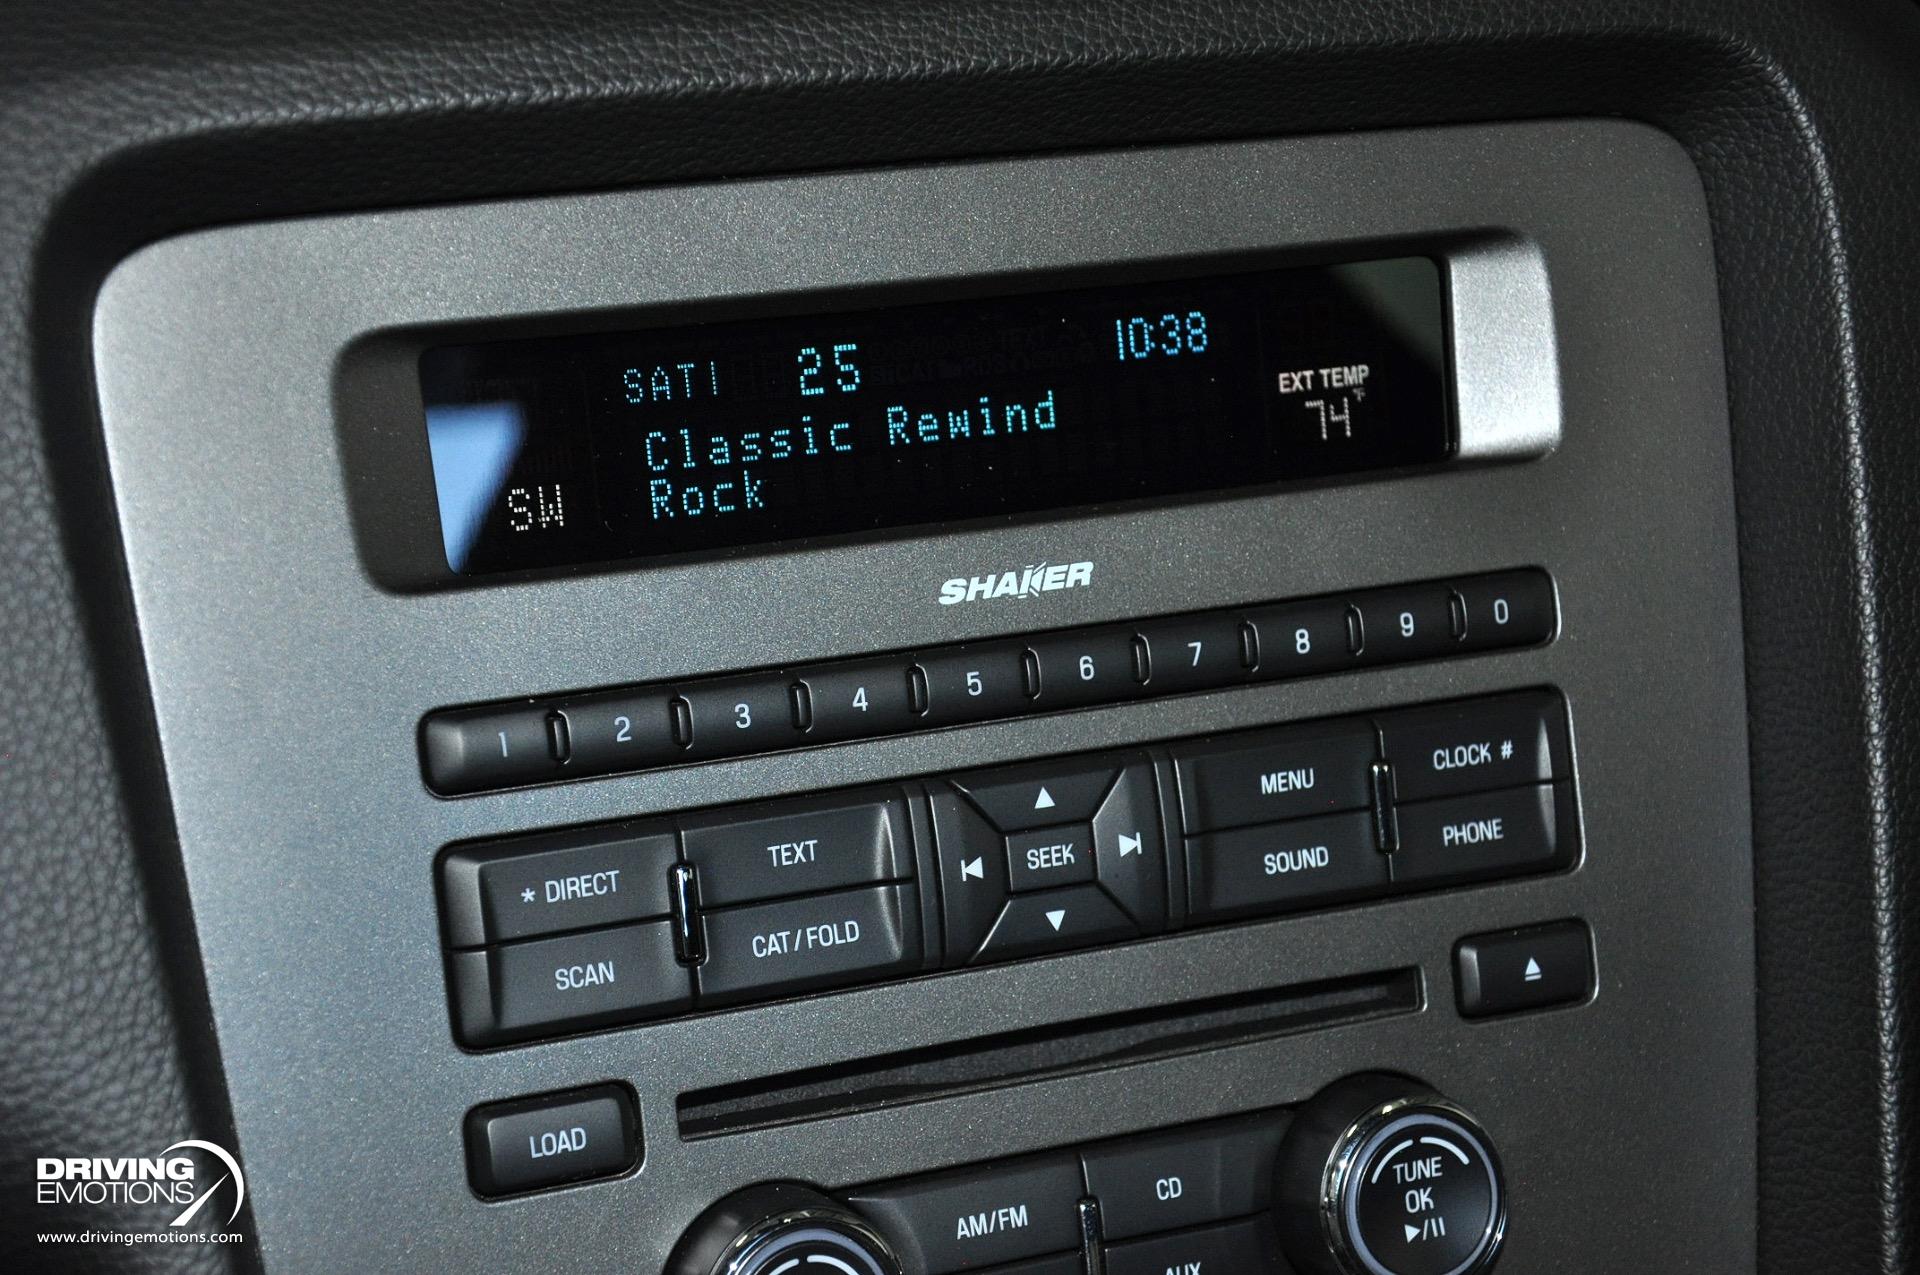 SAT1 25 10:38
EXT TEMP
Classic Rewind
74°F
SW Rock
SHAKER
1 2 3 4 5 6 7 8 9 0
* DIRECT TEXT SEEK MENU CLOCK #
SCAN CAT/FOLD SOUND PHONE
LOAD
AM/FM CD TUNE
OK
AUX
DRIVING
EMOTIONS
www.drivingemotions.com